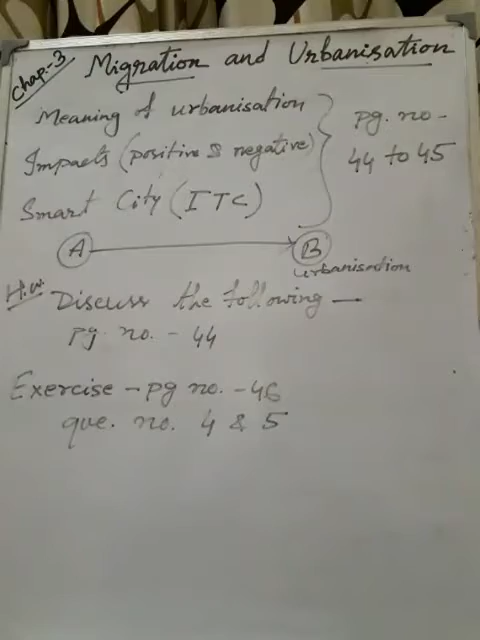 Chap:-3 Migration and Urbanisation
Meaning of urbanisation
Impacts (positive & negative)
Smart City (ITC)
pg. no -
44 to 45
A B
urbanisation
H.W. Discuss the following —
pg. no. - 44
Exercise - pg no. - 46
que. no. 4 & 5